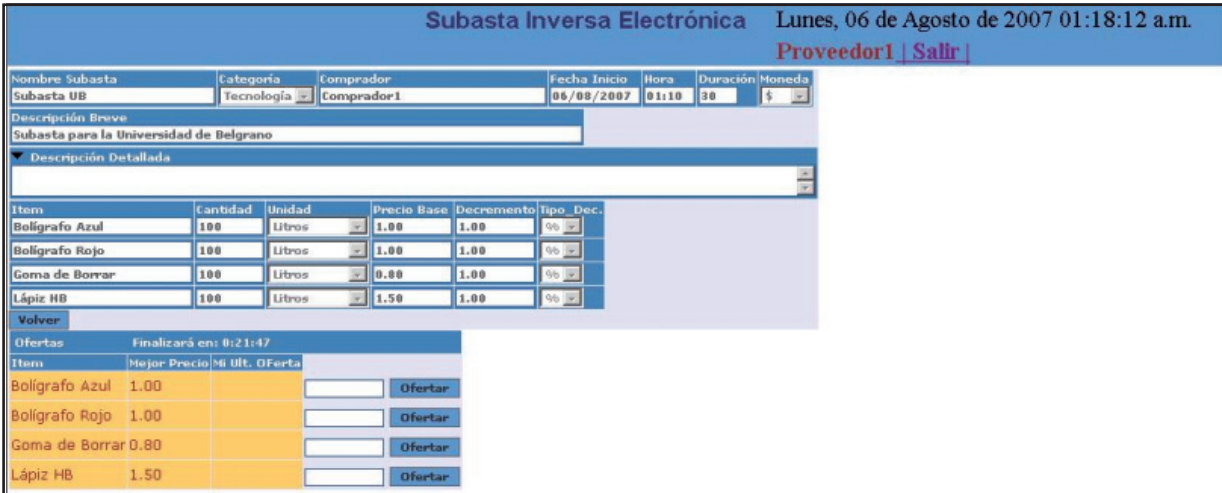 Subasta Inversa Electrónica Lunes, 06 de Agosto de 2007 01:18:12 a.m.
Proveedor1 | Salir |
Nombre Subasta Categoría Comprador Fecha Inicio Hora Duración Moneda
Subasta UB Tecnología Comprador1 06/08/2007 01:10 30 $
Descripción Breve
Subasta para la Universidad de Belgrano
Descripción Detallada
Item Cantidad Unidad Precio Base Decremento Tipo_Dec.
Bolígrafo Azul 100 Litros 1.00 1.00 %
Bolígrafo Rojo 100 Litros 1.00 1.00 %
Goma de Borrar 100 Litros 0.80 1.00 %
Lápiz HB 100 Litros 1.50 1.00 %
Volver
Ofertas Finalizará en: 0:21:47
Item Mejor Precio Mi Ult. OFerta
Bolígrafo Azul 1.00 Ofertar
Bolígrafo Rojo 1.00 Ofertar
Goma de Borrar 0.80 Ofertar
Lápiz HB 1.50 Ofertar